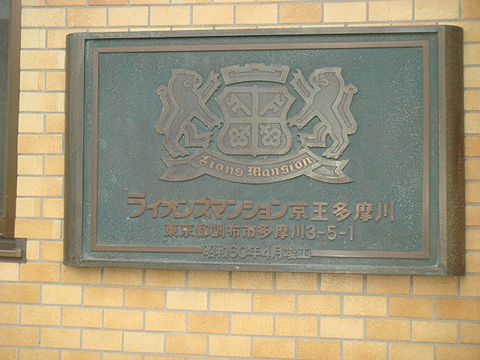 Lions Mansion
ライオンズマンション京王多摩川
東京都調布市多摩川3-5-1
昭和60年4月竣工